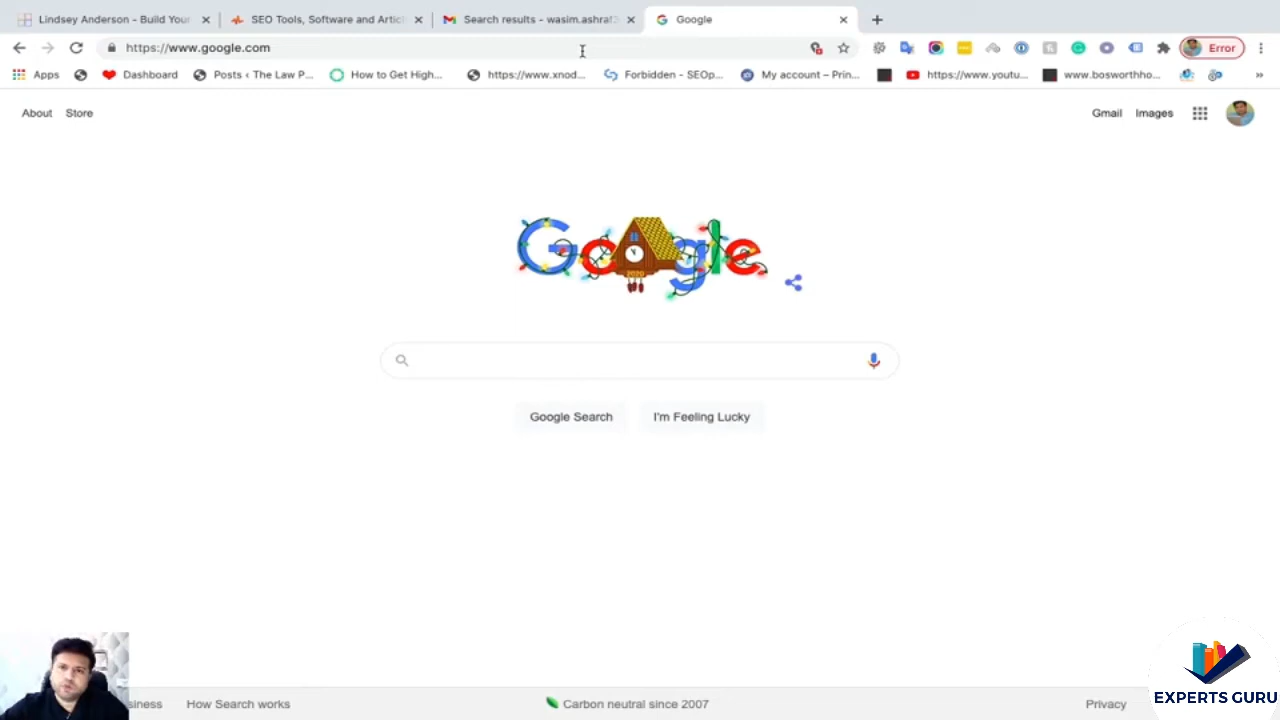 Lindsey Anderson - Build Your
SEO Tools, Software and Artic
Search results - wasim.ashraf
Google
https://www.google.com
Error
Apps
Dashboard
Posts ‹ The Law P...
How to Get High...
https://www.xnod...
Forbidden - SEOp...
My account – Prin...
https://www.youtu...
www.bosworthho...
About
Store
Gmail
Images
Google
2020
Google Search
I'm Feeling Lucky
siness
How Search works
Carbon neutral since 2007
Privacy
EXPERTS GURU